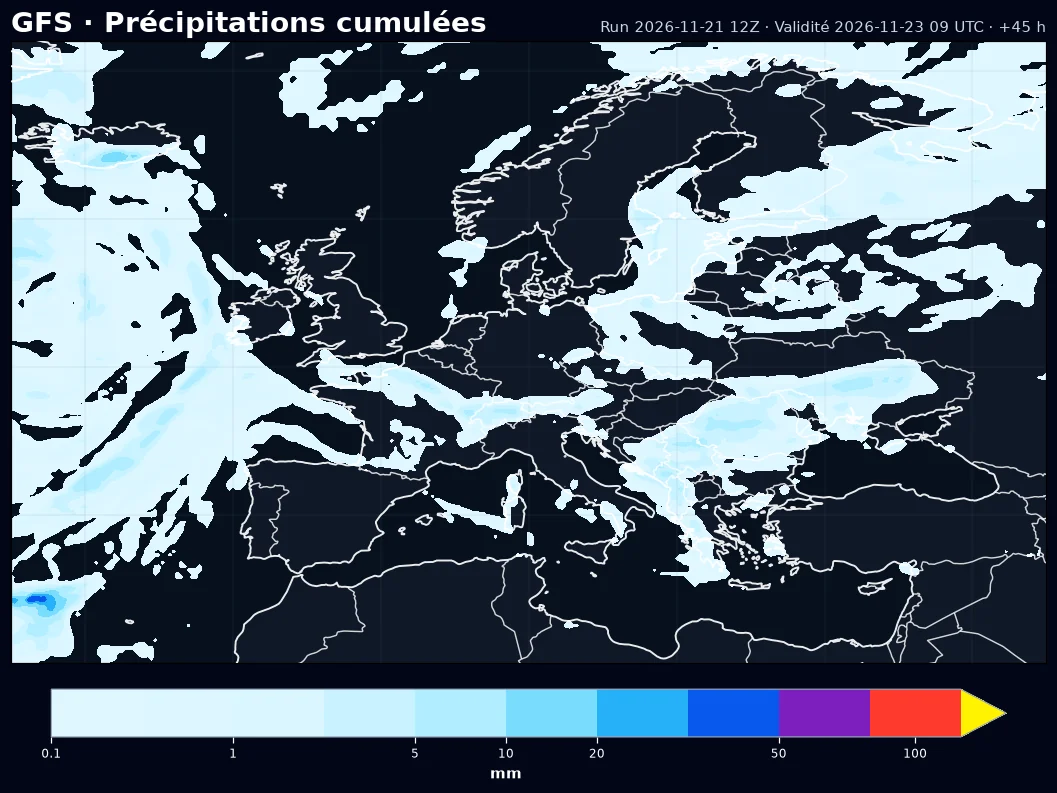 GFS · Précipitations cumulées
Run 2026-11-21 12Z · Validité 2026-11-23 09 UTC · +45 h
0.1 1 5 10 20 50 100
mm